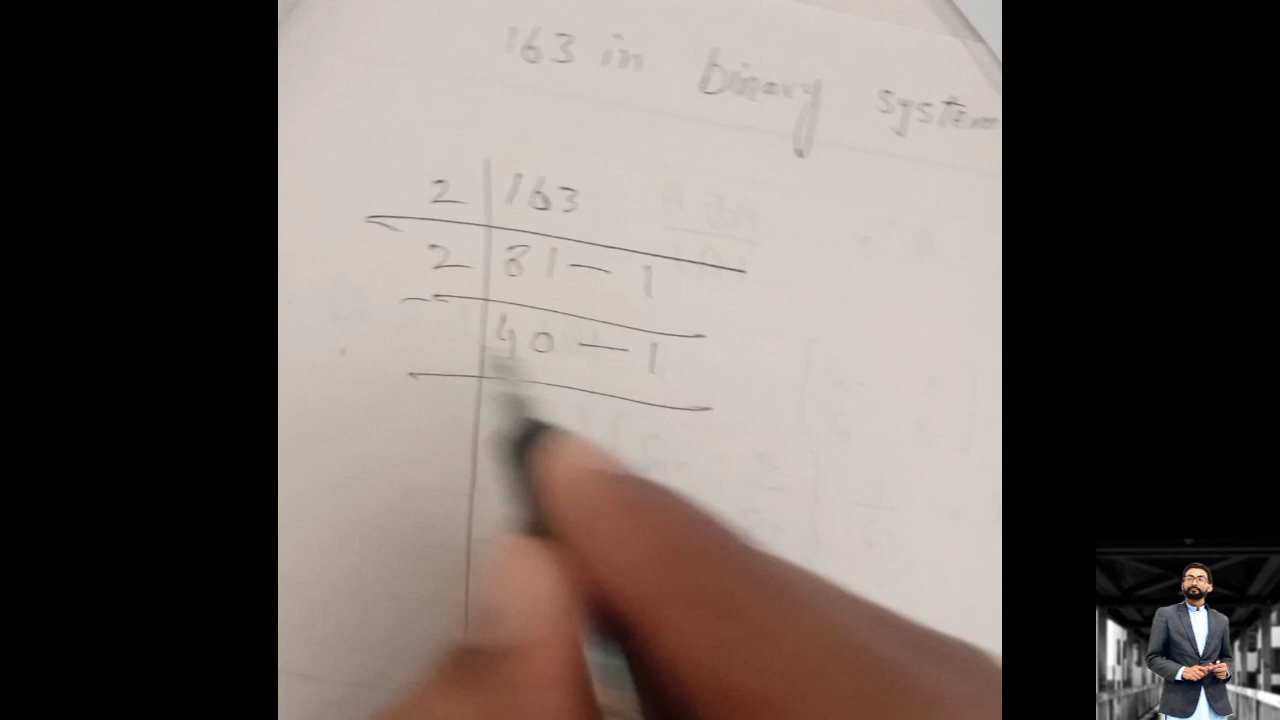 163 in binary system
2 163
2 81 — 1
40 — 1